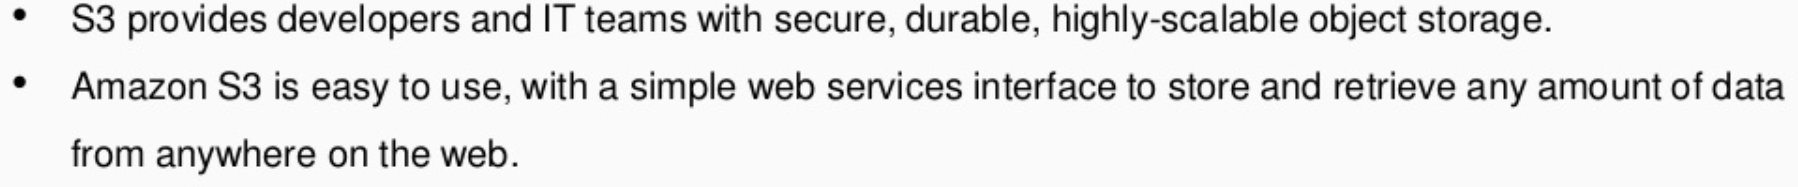 • S3 provides developers and IT teams with secure, durable, highly-scalable object storage.
• Amazon S3 is easy to use, with a simple web services interface to store and retrieve any amount of data
from anywhere on the web.